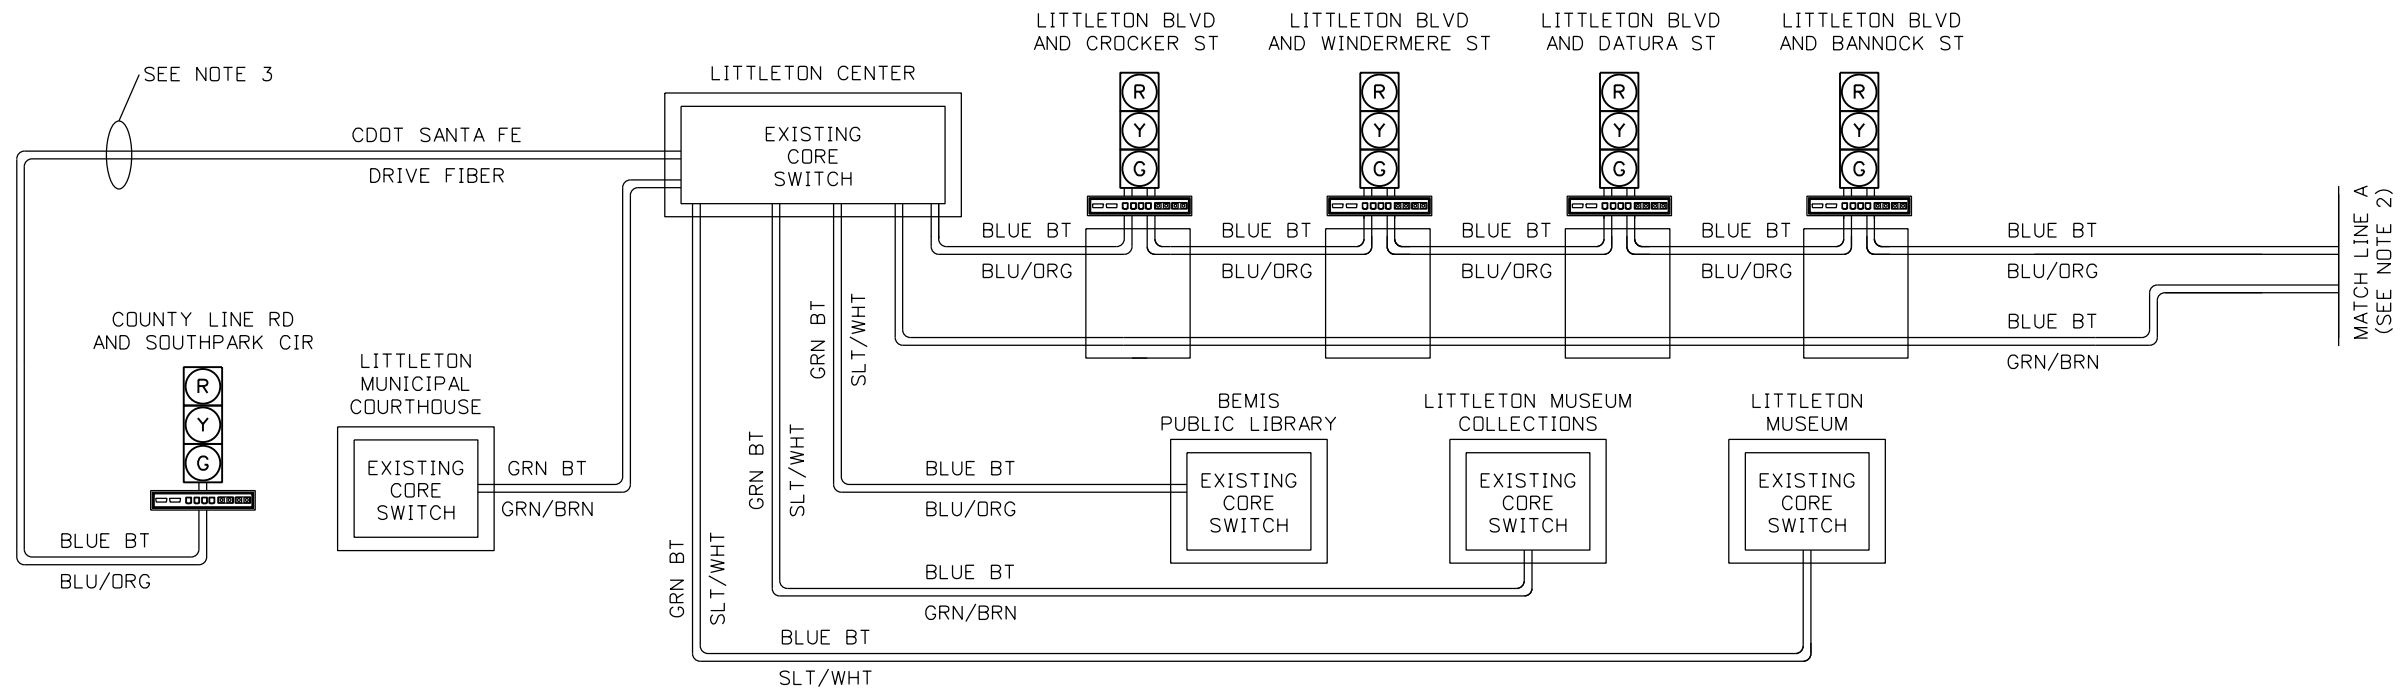 LITTLETON BLVD
AND CROCKER ST
LITTLETON BLVD
AND WINDERMERE ST
LITTLETON BLVD
AND DATURA ST
LITTLETON BLVD
AND BANNOCK ST
SEE NOTE 3
LITTLETON CENTER
EXISTING
CORE
SWITCH
CDOT SANTA FE
DRIVE FIBER
R
Y
G
R
Y
G
R
Y
G
R
Y
G
BLUE BT
BLU/ORG
BLUE BT
BLU/ORG
BLUE BT
BLU/ORG
BLUE BT
BLU/ORG
BLUE BT
BLU/ORG
MATCH LINE A
(SEE NOTE 2)
BLUE BT
GRN/BRN
COUNTY LINE RD
AND SOUTHPARK CIR
R
Y
G
BLUE BT
BLU/ORG
LITTLETON
MUNICIPAL
COURTHOUSE
EXISTING
CORE
SWITCH
GRN BT
GRN/BRN
GRN BT
SLT/WHT
GRN BT
SLT/WHT
GRN BT
SLT/WHT
BEMIS
PUBLIC LIBRARY
EXISTING
CORE
SWITCH
LITTLETON MUSEUM
COLLECTIONS
EXISTING
CORE
SWITCH
LITTLETON
MUSEUM
EXISTING
CORE
SWITCH
BLUE BT
BLU/ORG
BLUE BT
GRN/BRN
BLUE BT
SLT/WHT